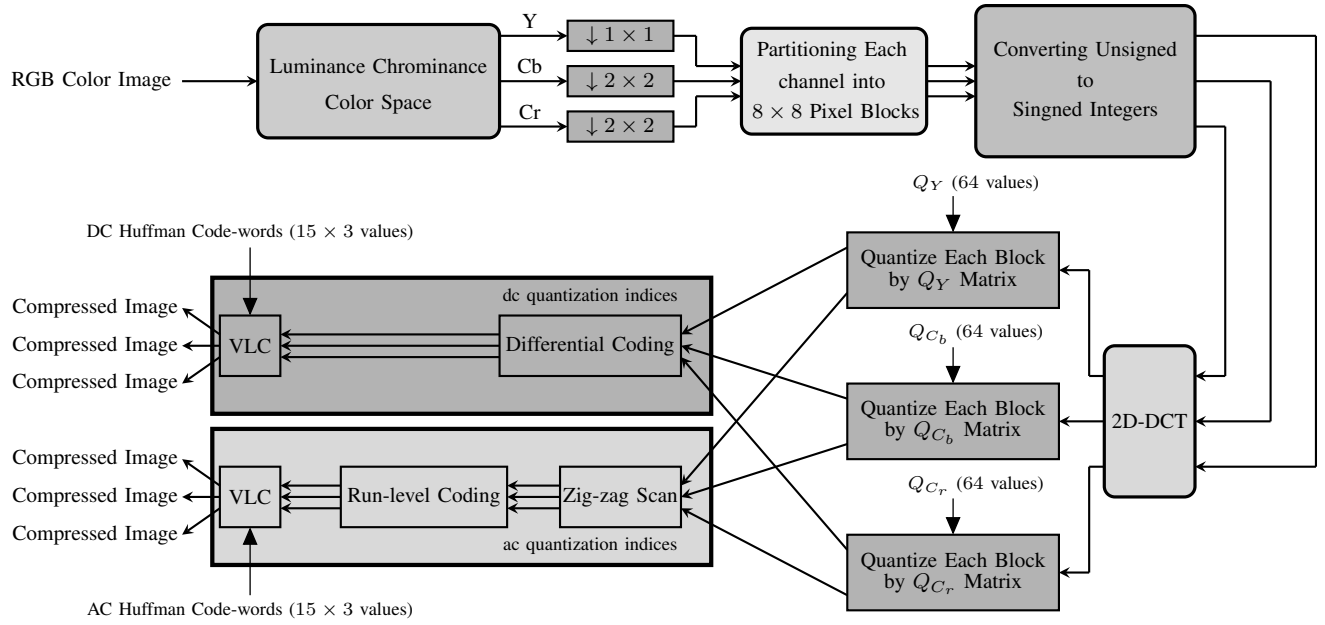 RGB Color Image
Luminance Chrominance
Color Space
Y
Cb
Cr
↓ 1 × 1
↓ 2 × 2
↓ 2 × 2
Partitioning Each
channel into
8 × 8 Pixel Blocks
Converting Unsigned
to
Singned Integers
Q_Y (64 values)
Quantize Each Block
by Q_Y Matrix
Q_{C_b} (64 values)
Quantize Each Block
by Q_{C_b} Matrix
Q_{C_r} (64 values)
Quantize Each Block
by Q_{C_r} Matrix
2D-DCT
DC Huffman Code-words (15 × 3 values)
dc quantization indices
Differential Coding
VLC
Compressed Image
Compressed Image
Compressed Image
Zig-zag Scan
Run-level Coding
VLC
ac quantization indices
Compressed Image
Compressed Image
Compressed Image
AC Huffman Code-words (15 × 3 values)